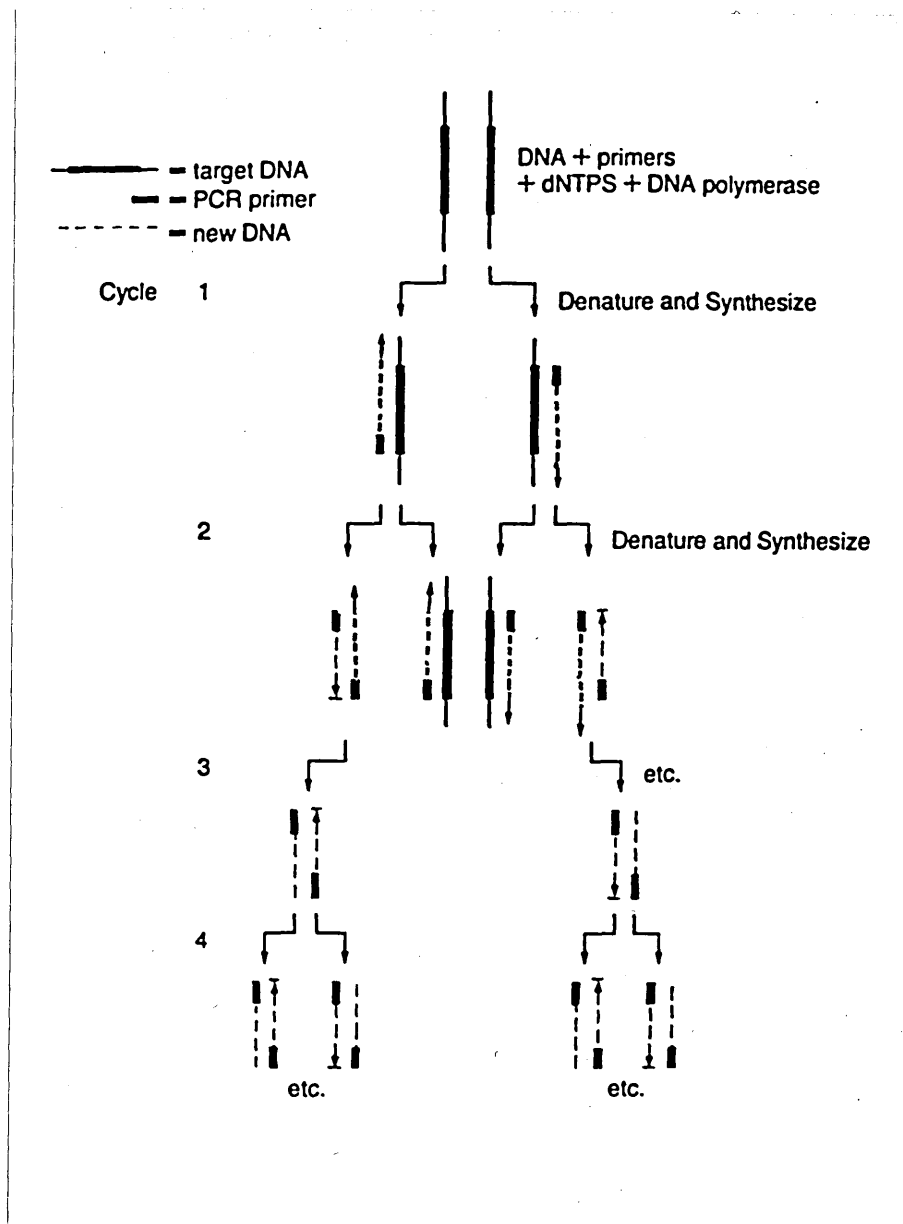 DNA + primers
+ dNTPS + DNA polymerase
= target DNA
= PCR primer
= new DNA
Cycle 1
Denature and Synthesize
2
Denature and Synthesize
3
etc.
4
etc.
etc.